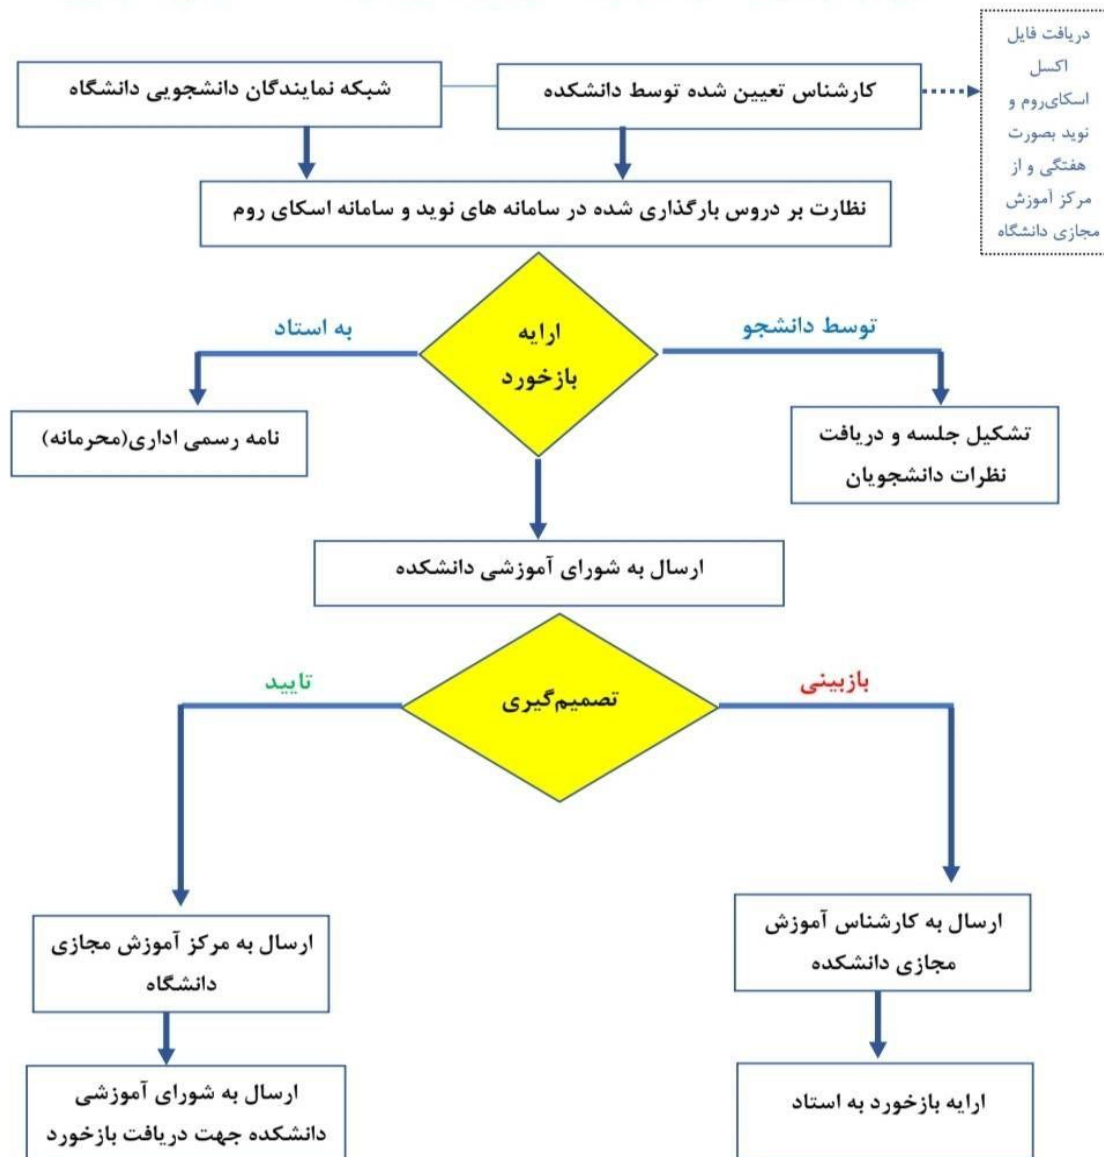 دریافت فایل
اکسل
اسکای‌روم و
نوید بصورت
هفتگی و از
مرکز آموزش
مجازی دانشگاه
کارشناس تعیین شده توسط دانشکده
شبکه نمایندگان دانشجویی دانشگاه
نظارت بر دروس بارگذاری شده در سامانه های نوید و سامانه اسکای روم
توسط دانشجو
ارایه
بازخورد
به استاد
تشکیل جلسه و دریافت
نظرات دانشجویان
نامه رسمی اداری(محرمانه)
ارسال به شورای آموزشی دانشکده
بازبینی
تصمیم‌گیری
تایید
ارسال به کارشناس آموزش
مجازی دانشکده
ارسال به مرکز آموزش مجازی
دانشگاه
ارایه بازخورد به استاد
ارسال به شورای آموزشی
دانشکده جهت دریافت بازخورد